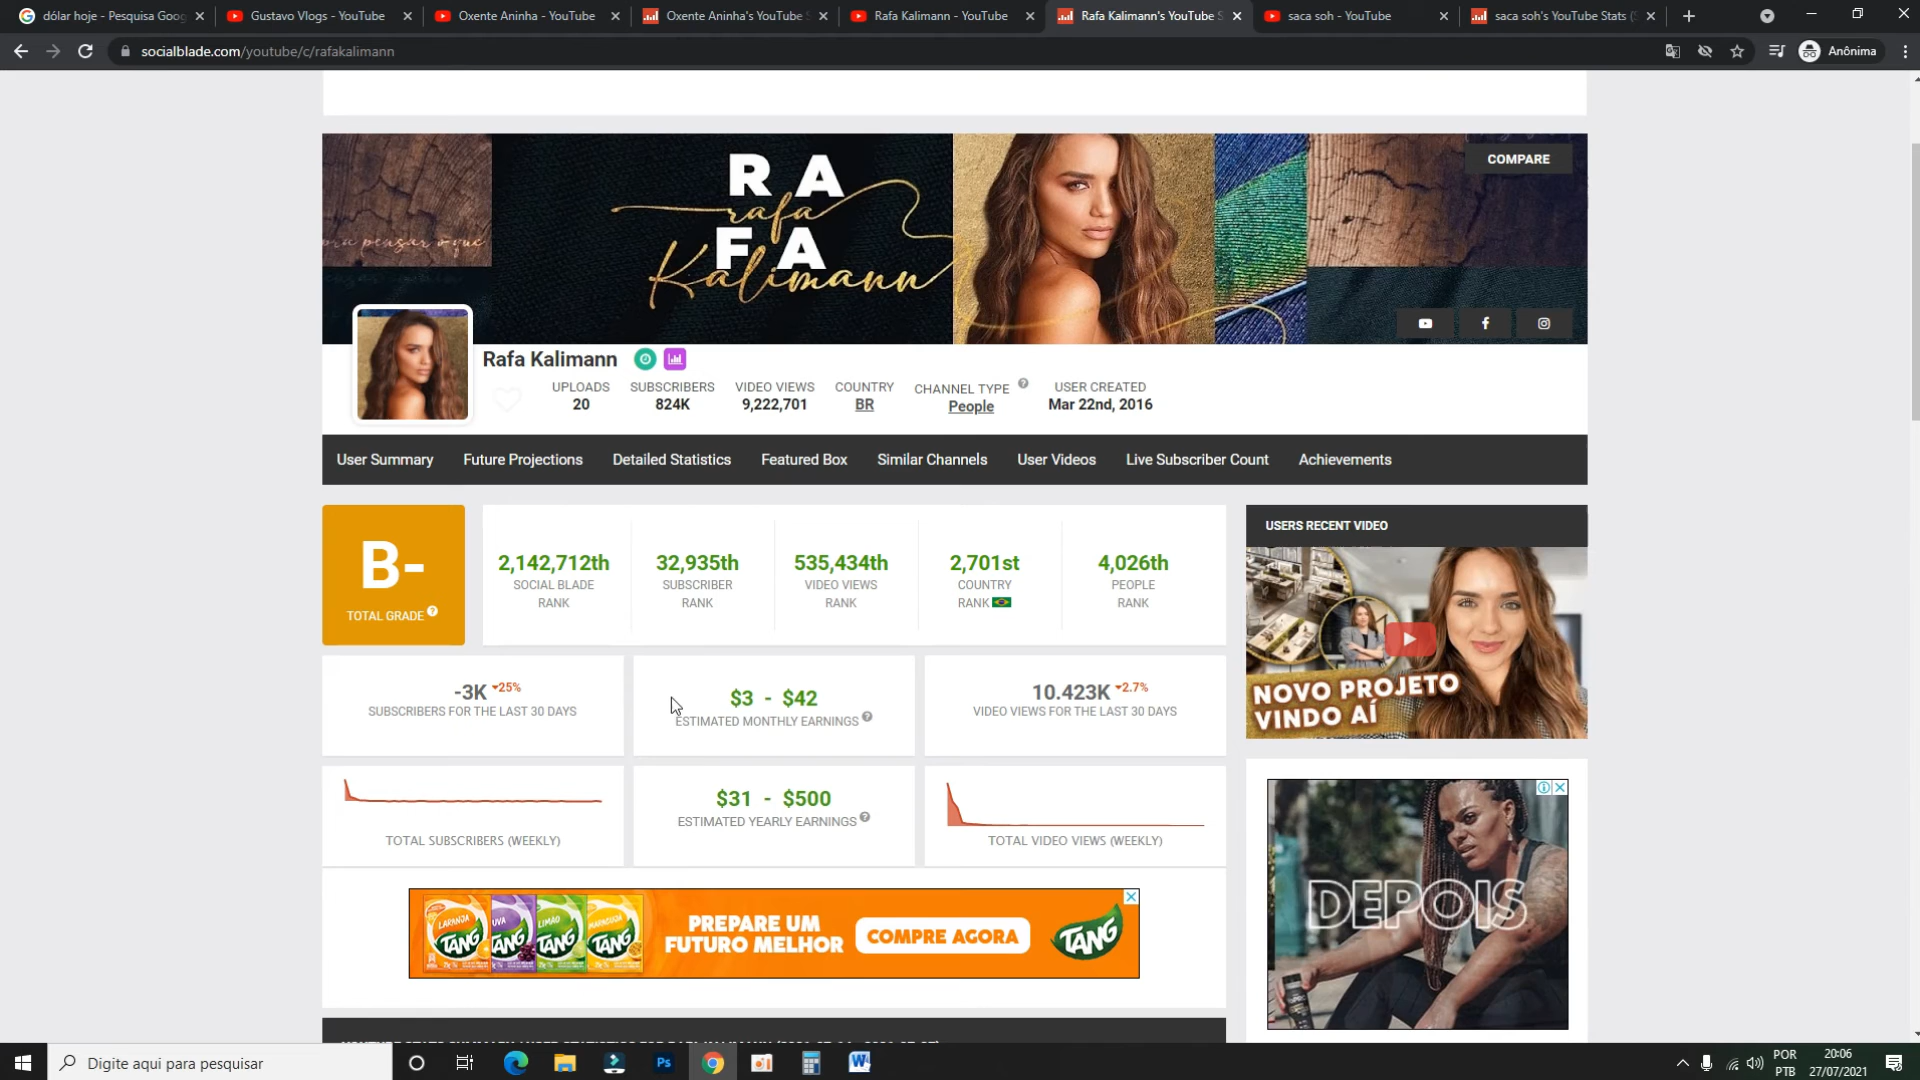 dólar hoje - Pesquisa Goog
Gustavo Vlogs - YouTube
Oxente Aninha - YouTube
Oxente Aninha's YouTube S
Rafa Kalimann - YouTube
Rafa Kalimann's YouTube S
saca soh - YouTube
saca soh's YouTube Stats (S
socialblade.com/youtube/c/rafakalimann
Anônima
RA
rafa
FA
Kalimann
COMPARE
Rafa Kalimann
UPLOADS
20
SUBSCRIBERS
824K
VIDEO VIEWS
9,222,701
COUNTRY
BR
CHANNEL TYPE
People
USER CREATED
Mar 22nd, 2016
User Summary
Future Projections
Detailed Statistics
Featured Box
Similar Channels
User Videos
Live Subscriber Count
Achievements
B-
TOTAL GRADE
2,142,712th
SOCIAL BLADE
RANK
32,935th
SUBSCRIBER
RANK
535,434th
VIDEO VIEWS
RANK
2,701st
COUNTRY
RANK
4,026th
PEOPLE
RANK
USERS RECENT VIDEO
NOVO PROJETO
VINDO AÍ
-3K 25%
SUBSCRIBERS FOR THE LAST 30 DAYS
$3 - $42
ESTIMATED MONTHLY EARNINGS
10.423K 2.7%
VIDEO VIEWS FOR THE LAST 30 DAYS
TOTAL SUBSCRIBERS (WEEKLY)
$31 - $500
ESTIMATED YEARLY EARNINGS
TOTAL VIDEO VIEWS (WEEKLY)
LARANJA
TANG
UVA
TANG
LIMÃO
TANG
MARACUJÁ
TANG
PREPARE UM
FUTURO MELHOR
COMPRE AGORA
TANG
DEPOIS
Digite aqui para pesquisar
POR
PTB
20:06
27/07/2021